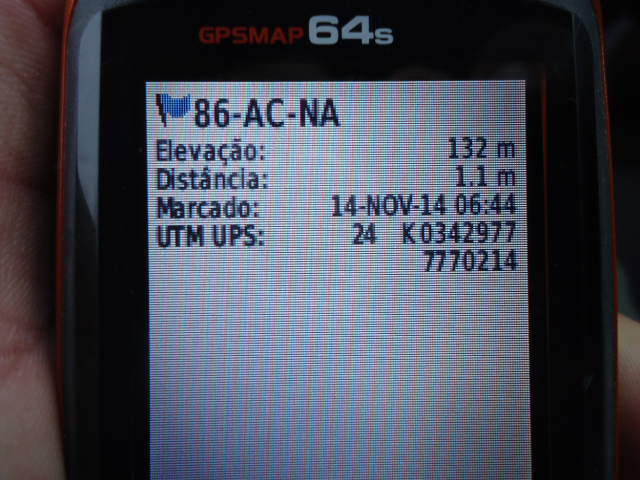 GPSMAP 64s
86-AC-NA
Elevação: 132 m
Distância: 1.1 m
Marcado: 14-NOV-14 06:44
UTM UPS: 24 K 0342977
7770214